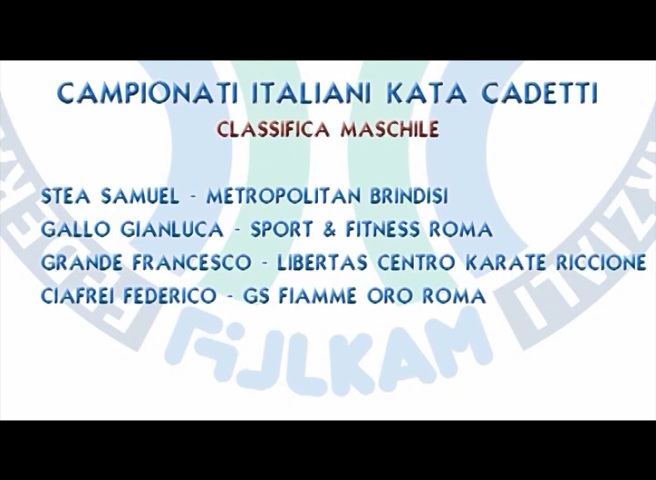 CAMPIONATI ITALIANI KATA CADETTI
CLASSIFICA MASCHILE
STEA SAMUEL - METROPOLITAN BRINDISI
GALLO GIANLUCA - SPORT & FITNESS ROMA
GRANDE FRANCESCO - LIBERTAS CENTRO KARATE RICCIONE
CIAFREI FEDERICO - GS FIAMME ORO ROMA
FIJLKAM